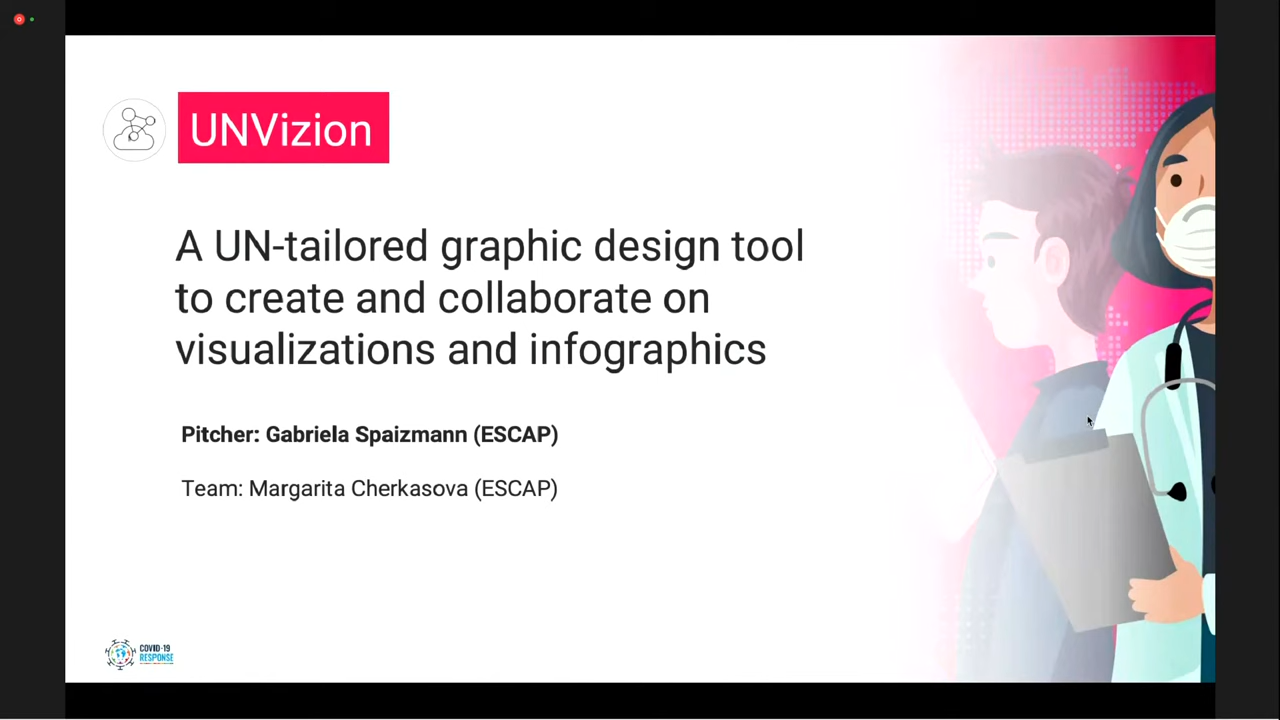 UNVizion
A UN-tailored graphic design tool
to create and collaborate on
visualizations and infographics
Pitcher: Gabriela Spaizmann (ESCAP)
Team: Margarita Cherkasova (ESCAP)
COVID-19
RESPONSE